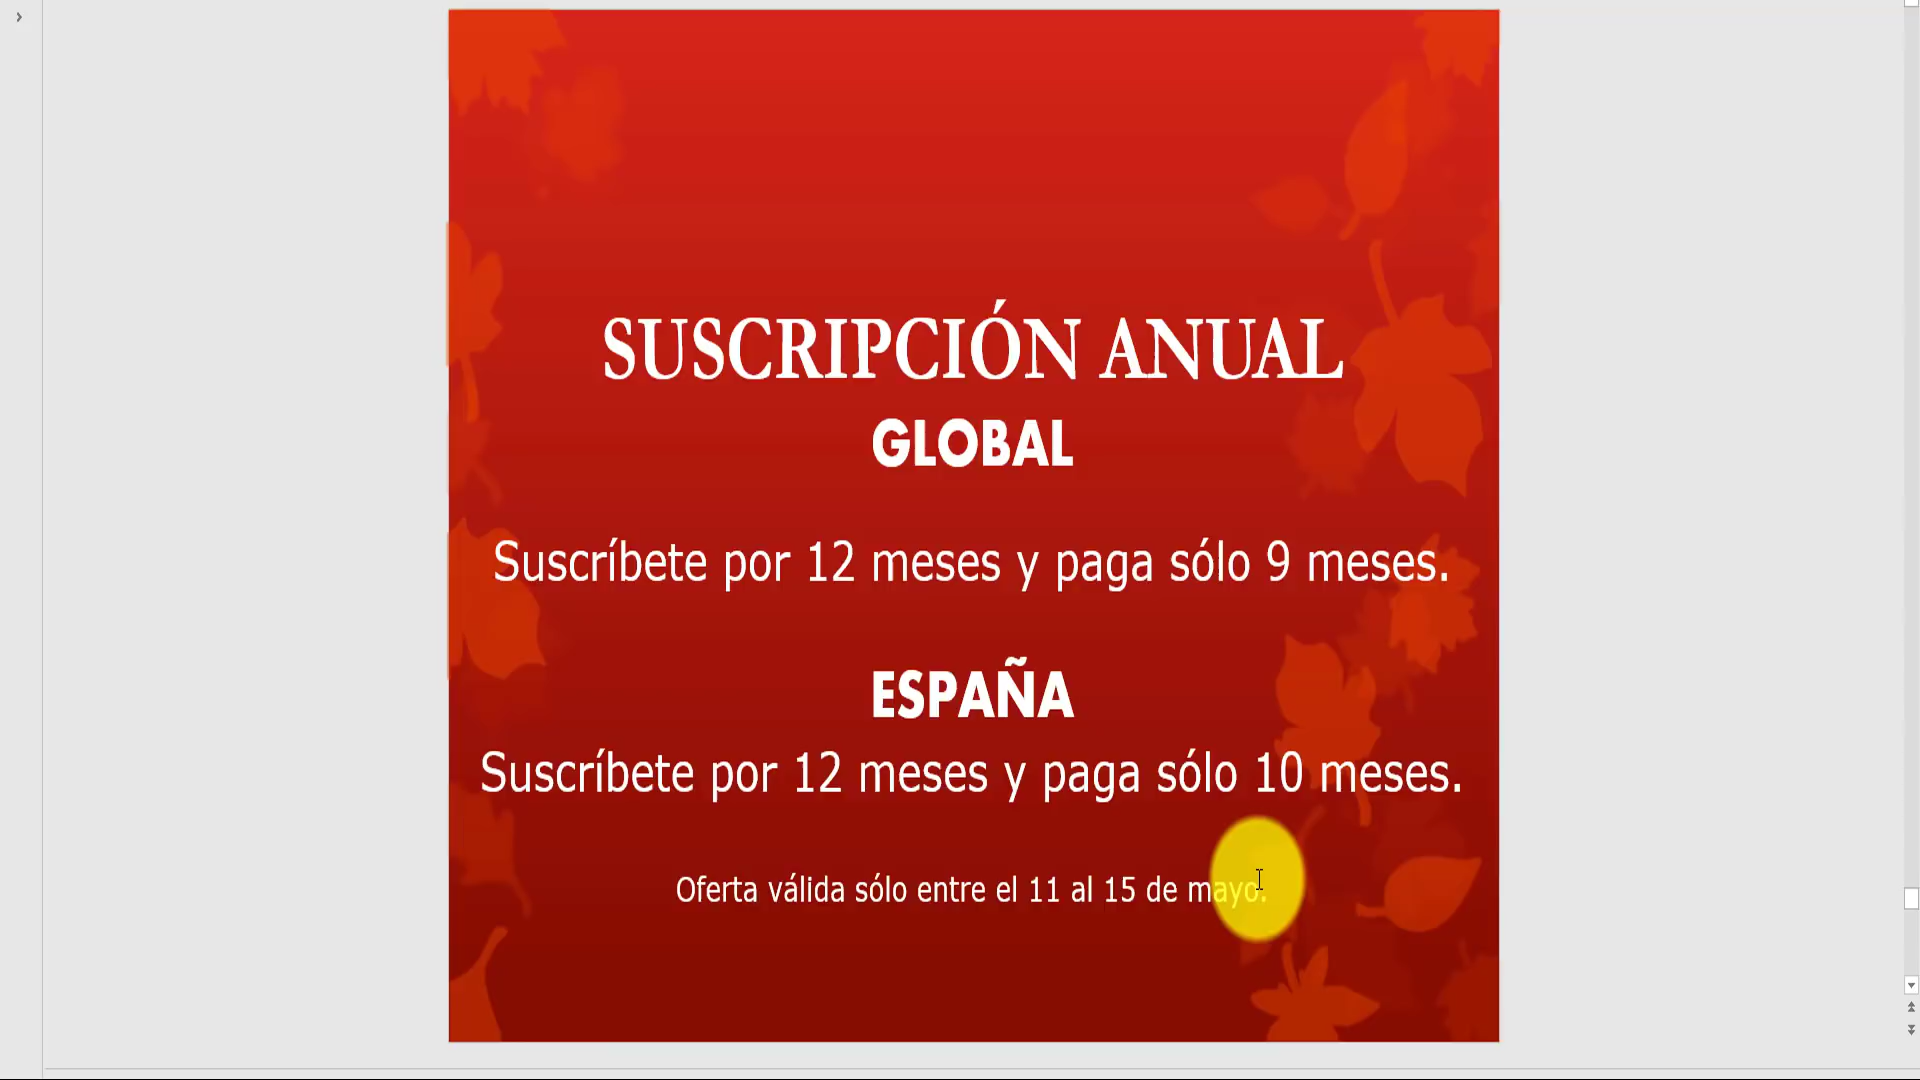 SUSCRIPCIÓN ANUAL
GLOBAL
Suscríbete por 12 meses y paga sólo 9 meses.
ESPAÑA
Suscríbete por 12 meses y paga sólo 10 meses.
Oferta válida sólo entre el 11 al 15 de mayo.